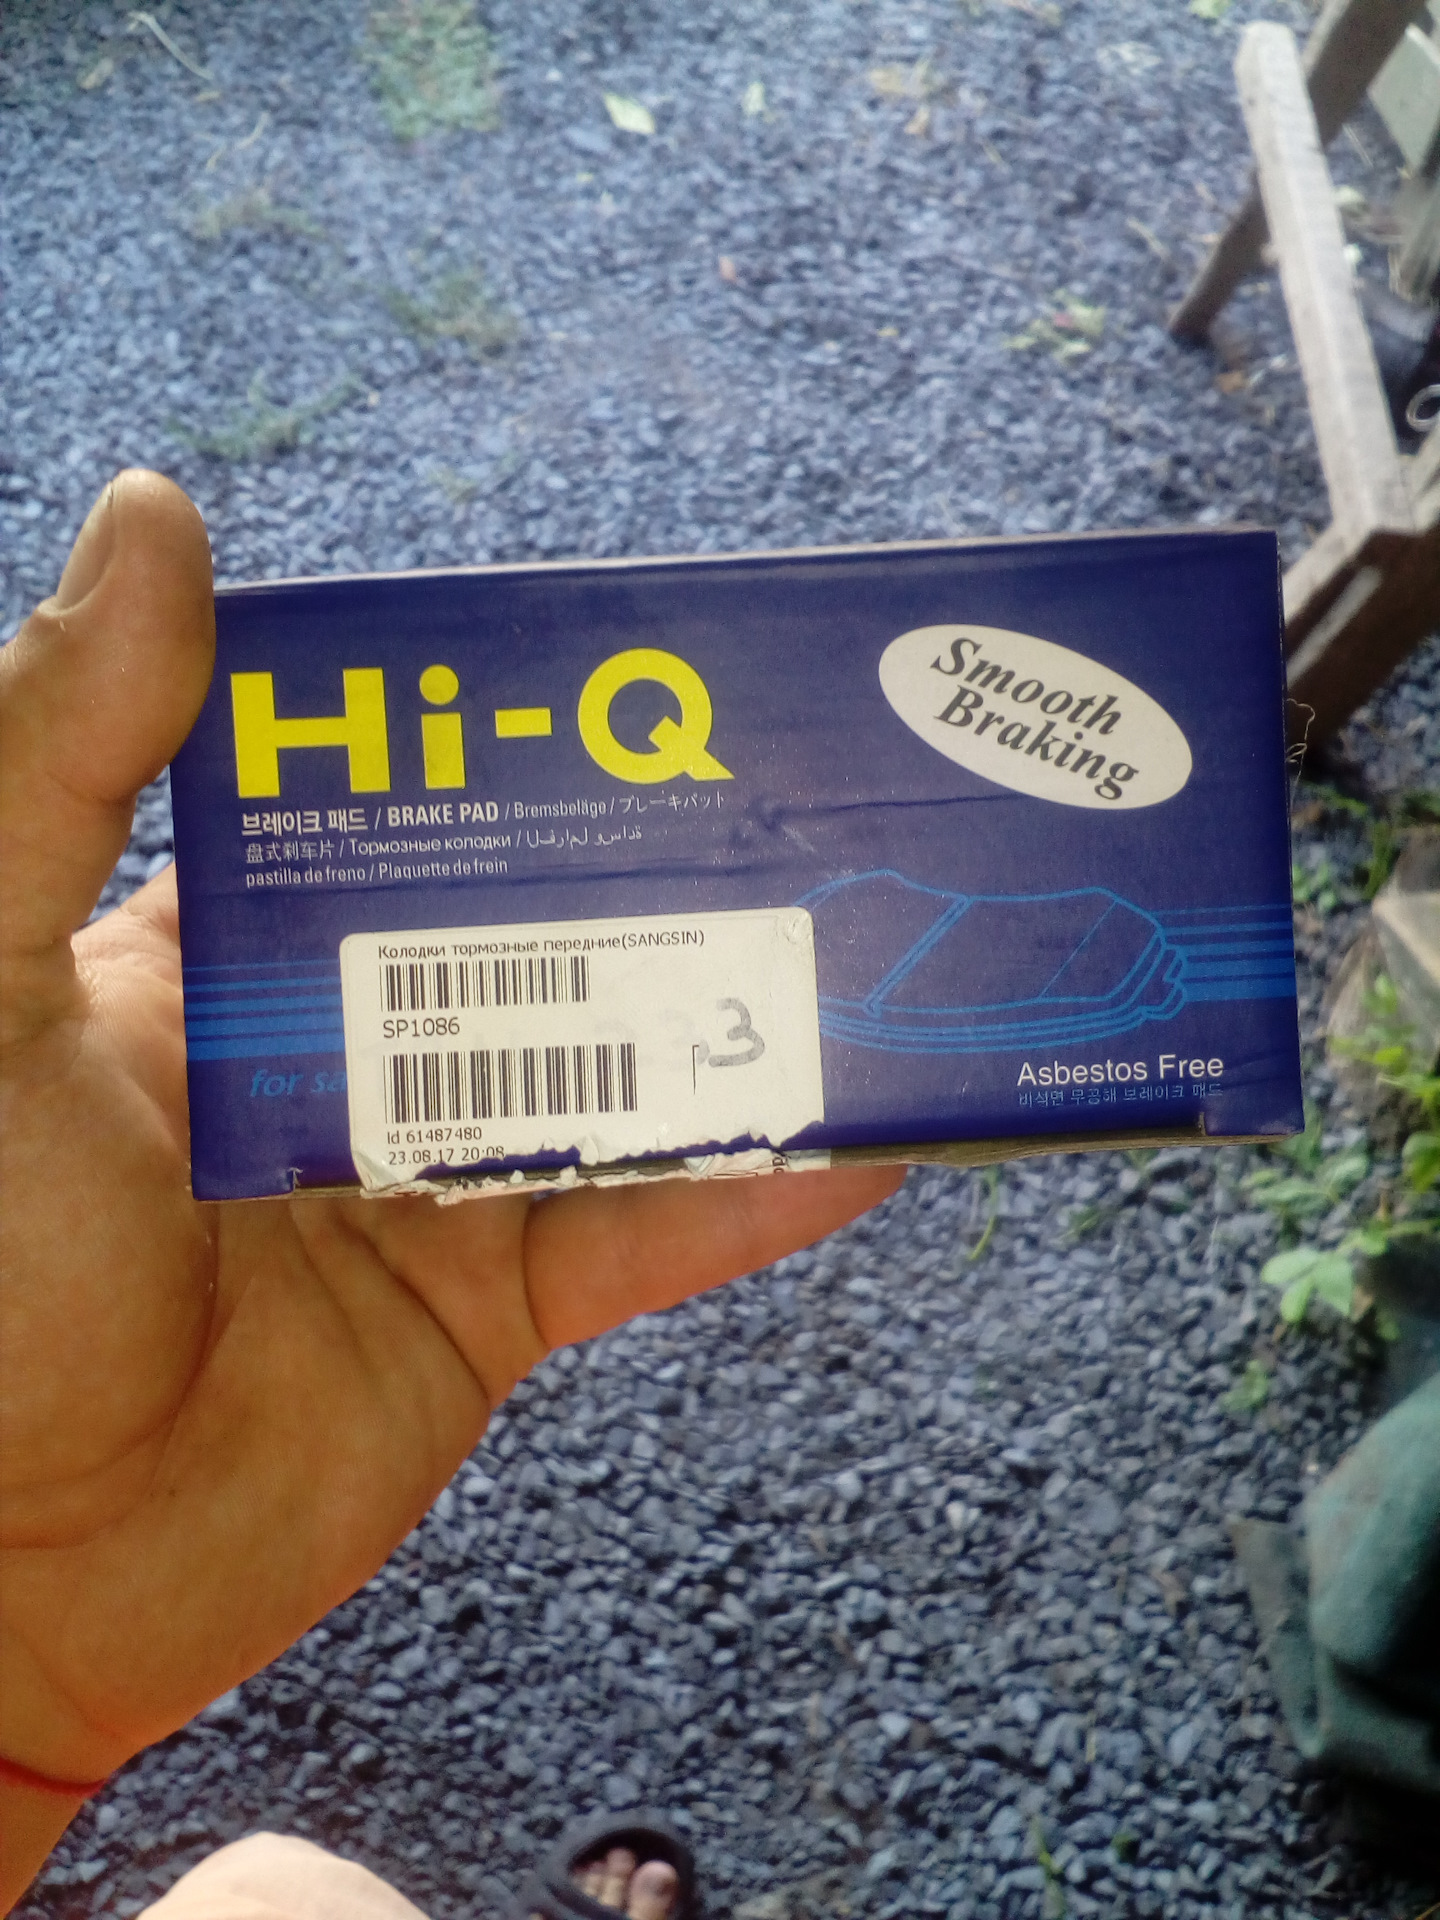 Hi-Q
Smooth
Braking
브레이크 패드 / BRAKE PAD / Bremsbeläge / ブレーキパット
盘式刹车片 / Тормозные колодки /
pastilla de freno / Plaquette de frein
Колодки тормозные передние(SANGSIN)
SP1086
3
for sa
Id 61487480
23.08.17 20:08
Asbestos Free
비석면 무공해 브레이크 패드